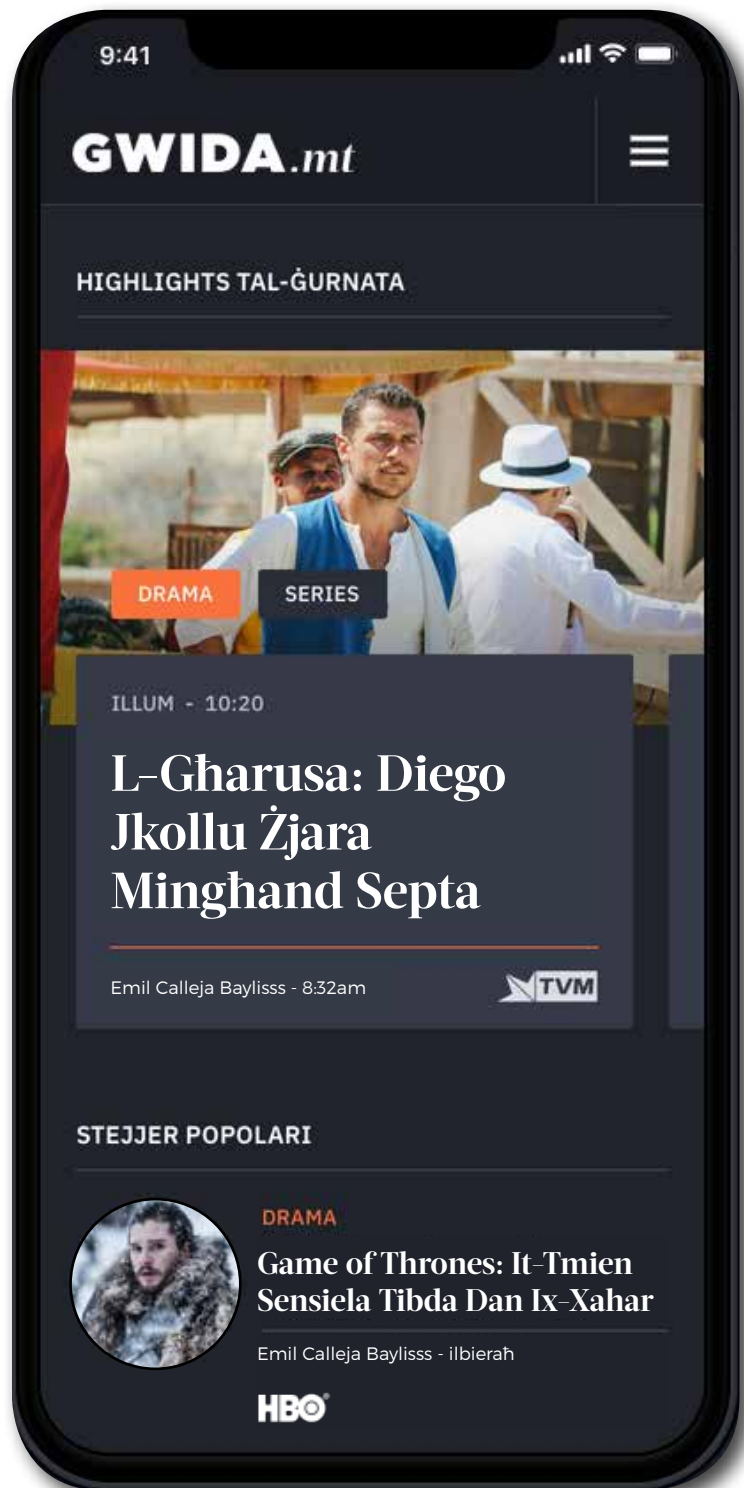 9:41
GWIDA.mt
HIGHLIGHTS TAL-ĠURNATA
DRAMA
SERIES
ILLUM - 10:20
L-Għarusa: Diego
Jkollu Żjara
Mingħand Septa
Emil Calleja Baylisss - 8:32am
TVM
STEJJER POPOLARI
DRAMA
Game of Thrones: It-Tmien
Sensiela Tibda Dan Ix-Xahar
Emil Calleja Baylisss - ilbieraħ
HBO®